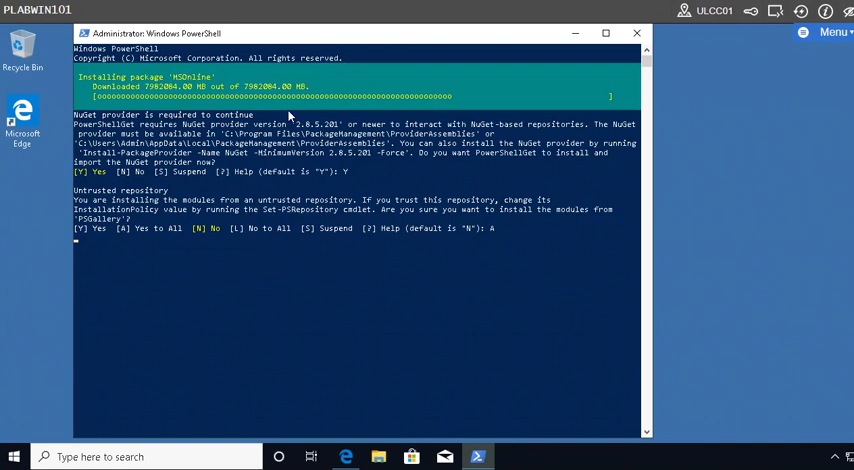 PLABWIN101
ULCC01
Menu
Recycle Bin
Microsoft
Edge
Administrator: Windows PowerShell
Windows PowerShell
Copyright (C) Microsoft Corporation. All rights reserved.
Installing package 'MSOnline'
Downloaded 7982084.00 MB out of 7982084.00 MB.
[oooooooooooooooooooooooooooooooooooooooooooooooooooooooooooooooooooooooooo ]
NuGet provider is required to continue
PowerShellGet requires NuGet provider version '2.8.5.201' or newer to interact with NuGet-based repositories. The NuGet
provider must be available in 'C:\Program Files\PackageManagement\ProviderAssemblies' or
'C:\Users\Admin\AppData\Local\PackageManagement\ProviderAssemblies'. You can also install the NuGet provider by running
'Install-PackageProvider -Name NuGet -MinimumVersion 2.8.5.201 -Force'. Do you want PowerShellGet to install and
import the NuGet provider now?
[Y] Yes [N] No [S] Suspend [?] Help (default is "Y"): Y
Untrusted repository
You are installing the modules from an untrusted repository. If you trust this repository, change its
InstallationPolicy value by running the Set-PSRepository cmdlet. Are you sure you want to install the modules from
'PSGallery'?
[Y] Yes [A] Yes to All [N] No [L] No to All [S] Suspend [?] Help (default is "N"): A
Type here to search